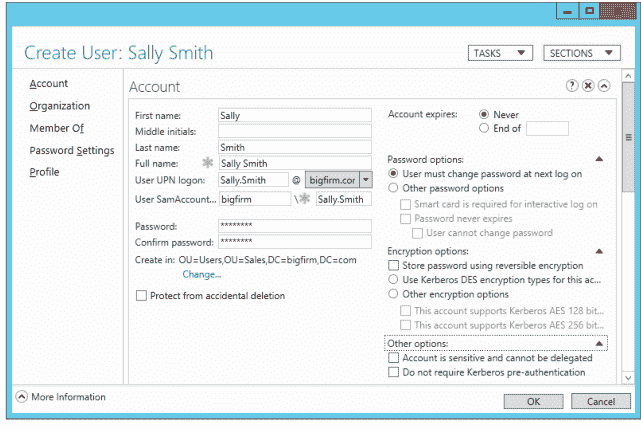 Create User: Sally Smith
TASKS
SECTIONS
Account
Organization
Member Of
Password Settings
Profile
Account
First name: Sally
Middle initials:
Last name: Smith
Full name: Sally Smith
User UPN logon: Sally.Smith @ bigfirm.cor
User SamAccount... bigfirm \ Sally.Smith
Password: ********
Confirm password: ********
Create in: OU=Users,OU=Sales,DC=bigfirm,DC=com
Change...
Protect from accidental deletion
Account expires: Never
End of
Password options:
User must change password at next log on
Other password options
Smart card is required for interactive log on
Password never expires
User cannot change password
Encryption options:
Store password using reversible encryption
Use Kerberos DES encryption types for this ac...
Other encryption options
This account supports Kerberos AES 128 bit...
This account supports Kerberos AES 256 bit...
Other options:
Account is sensitive and cannot be delegated
Do not require Kerberos pre-authentication
More Information
OK
Cancel